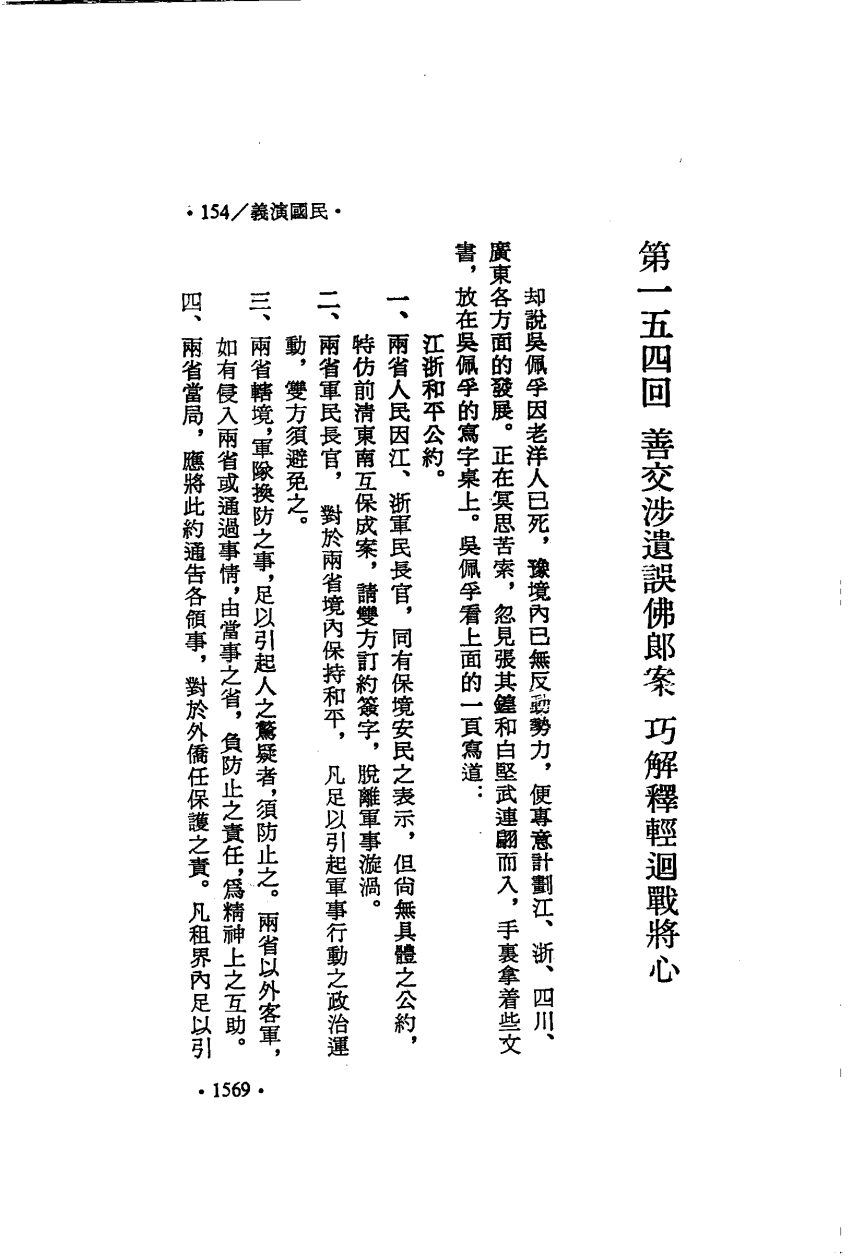 ·民國演義/154·
第一五四回 善交涉遺誤佛郎案 巧解釋輕迴戰將心
却說吳佩孚因老洋人已死，豫境內已無反動勢力，便專意計劃江、浙、四川、
廣東各方面的發展。正在冥思苦索，忽見張其鍠和白堅武連翩而入，手裏拿着些文
書，放在吳佩孚的寫字桌上。吳佩孚看上面的一頁寫道：
江浙和平公約。
一、兩省人民因江、浙軍民長官，同有保境安民之表示，但尚無具體之公約，
特仿前清東南互保成案，請雙方訂約簽字，脫離軍事漩渦。
二、兩省軍民長官，對於兩省境內保持和平，凡足以引起軍事行動之政治運
動，雙方須避免之。
三、兩省轄境，軍隊換防之事，足以引起人之驚疑者，須防止之。兩省以外客軍，
如有侵入兩省或通過事情，由當事之省，負防止之責任，爲精神上之互助。
四、兩省當局，應將此約通告各領事，對於外僑任保護之責。凡租界內足以引
·1569·